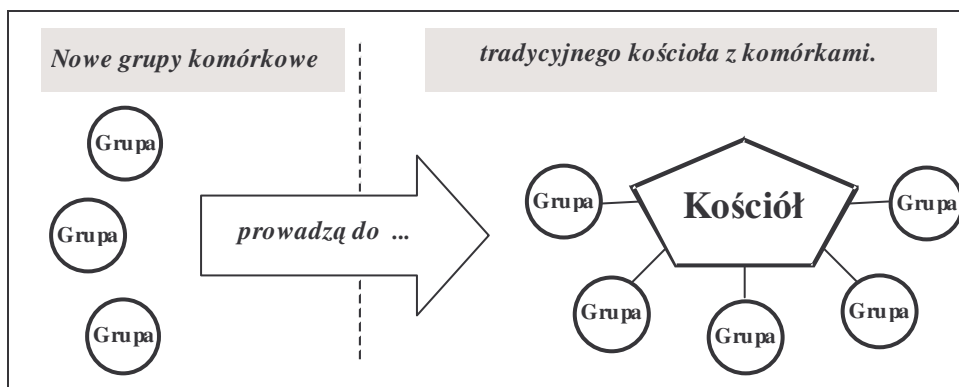 Nowe grupy komórkowe
tradycyjnego kościoła z komórkami.
Grupa
Grupa
Grupa
prowadzą do ...
Kościół
Grupa
Grupa
Grupa
Grupa
Grupa